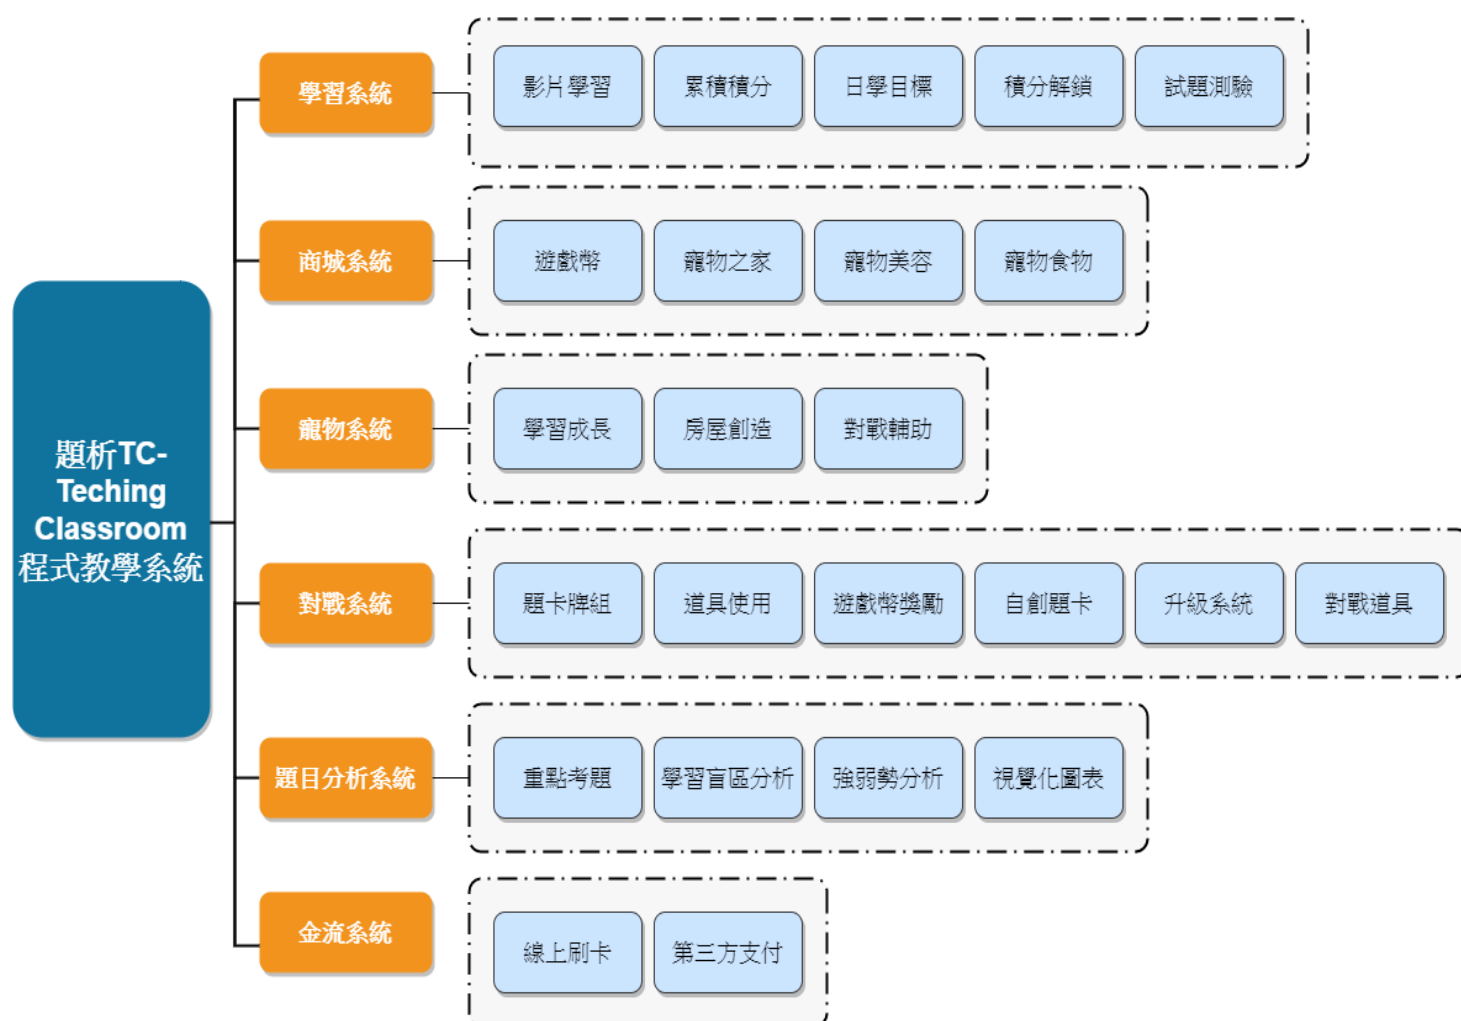 學習系統
影片學習
累積積分
日學目標
積分解鎖
試題測驗
商城系統
遊戲幣
寵物之家
寵物美容
寵物食物
寵物系統
學習成長
房屋創造
對戰輔助
題析TC-
Teching
Classroom
程式教學系統
對戰系統
題卡牌組
道具使用
遊戲幣獎勵
自創題卡
升級系統
對戰道具
題目分析系統
重點考題
學習盲區分析
強弱勢分析
視覺化圖表
金流系統
線上刷卡
第三方支付